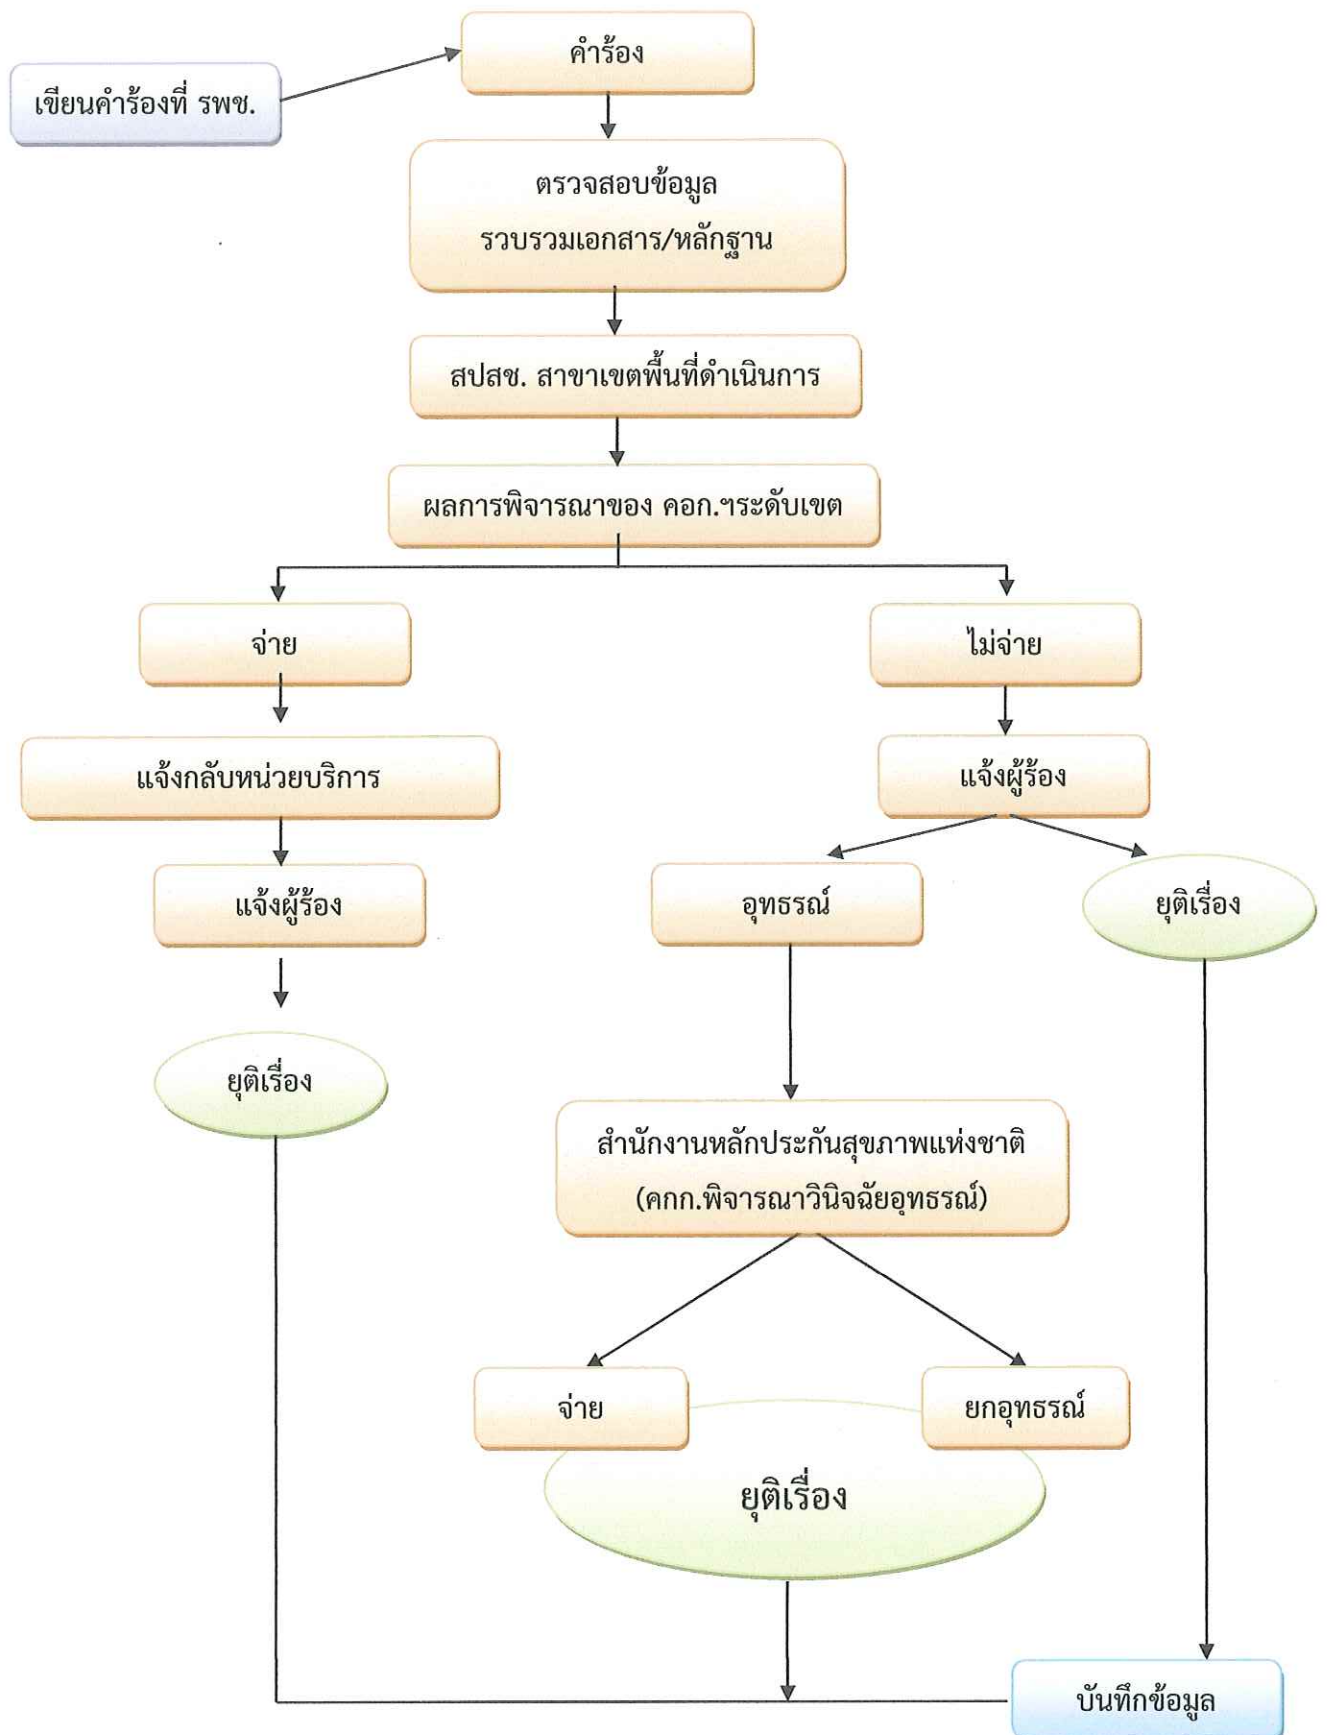 คำร้อง
เขียนคำร้องที่ รพช.
ตรวจสอบข้อมูล
รวบรวมเอกสาร/หลักฐาน
สปสช. สาขาเขตพื้นที่ดำเนินการ
ผลการพิจารณาของ คอก.ฯระดับเขต
จ่าย
ไม่จ่าย
แจ้งกลับหน่วยบริการ
แจ้งผู้ร้อง
แจ้งผู้ร้อง
อุทธรณ์
ยุติเรื่อง
ยุติเรื่อง
สำนักงานหลักประกันสุขภาพแห่งชาติ
(คกก.พิจารณาวินิจฉัยอุทธรณ์)
จ่าย
ยกอุทธรณ์
ยุติเรื่อง
บันทึกข้อมูล